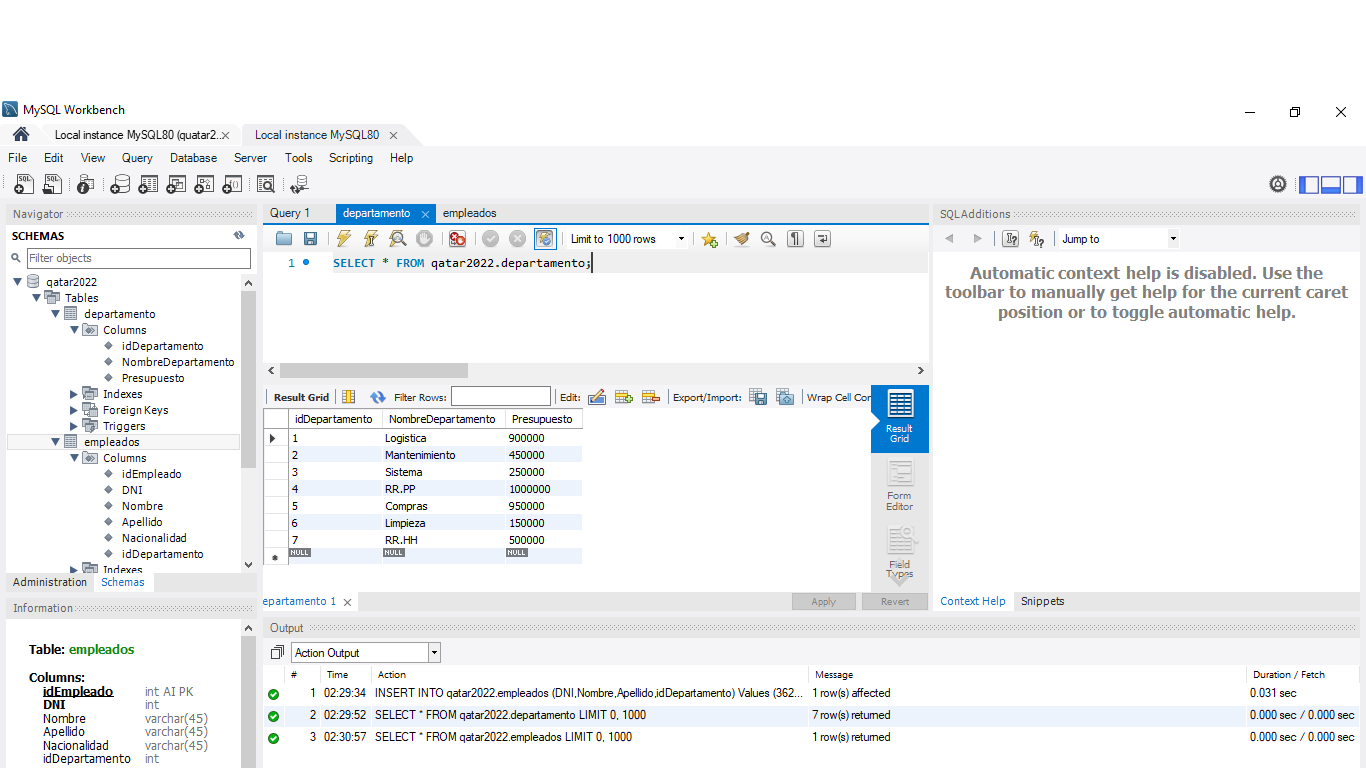 MySQL Workbench
Local instance MySQL80 (quatar2...
Local instance MySQL80
File Edit View Query Database Server Tools Scripting Help
Navigator
SCHEMAS
Filter objects
qatar2022
Tables
departamento
Columns
idDepartamento
NombreDepartamento
Presupuesto
Indexes
Foreign Keys
Triggers
empleados
Columns
idEmpleado
DNI
Nombre
Apellido
Nacionalidad
idDepartamento
Indexes
Administration Schemas
Information
Table: empleados
Columns:
idEmpleado int AI PK
DNI int
Nombre varchar(45)
Apellido varchar(45)
Nacionalidad varchar(45)
idDepartamento int
Query 1 departamento empleados
Limit to 1000 rows
1 SELECT * FROM qatar2022.departamento;
Result Grid Filter Rows: Edit: Export/Import: Wrap Cell Cor
idDepartamento NombreDepartamento Presupuesto
1 Logistica 900000
2 Mantenimiento 450000
3 Sistema 250000
4 RR.PP 1000000
5 Compras 950000
6 Limpieza 150000
7 RR.HH 500000
NULL NULL NULL
Result
Grid
Form
Editor
Field
Types
epartamento 1
Apply Revert
SQLAdditions
Jump to
Automatic context help is disabled. Use the
toolbar to manually get help for the current caret
position or to toggle automatic help.
Context Help Snippets
Output
Action Output
# Time Action Message Duration / Fetch
1 02:29:34 INSERT INTO qatar2022.empleados (DNI,Nombre,Apellido,idDepartamento) Values (362... 1 row(s) affected 0.031 sec
2 02:29:52 SELECT * FROM qatar2022.departamento LIMIT 0, 1000 7 row(s) returned 0.000 sec / 0.000 sec
3 02:30:57 SELECT * FROM qatar2022.empleados LIMIT 0, 1000 1 row(s) returned 0.000 sec / 0.000 sec